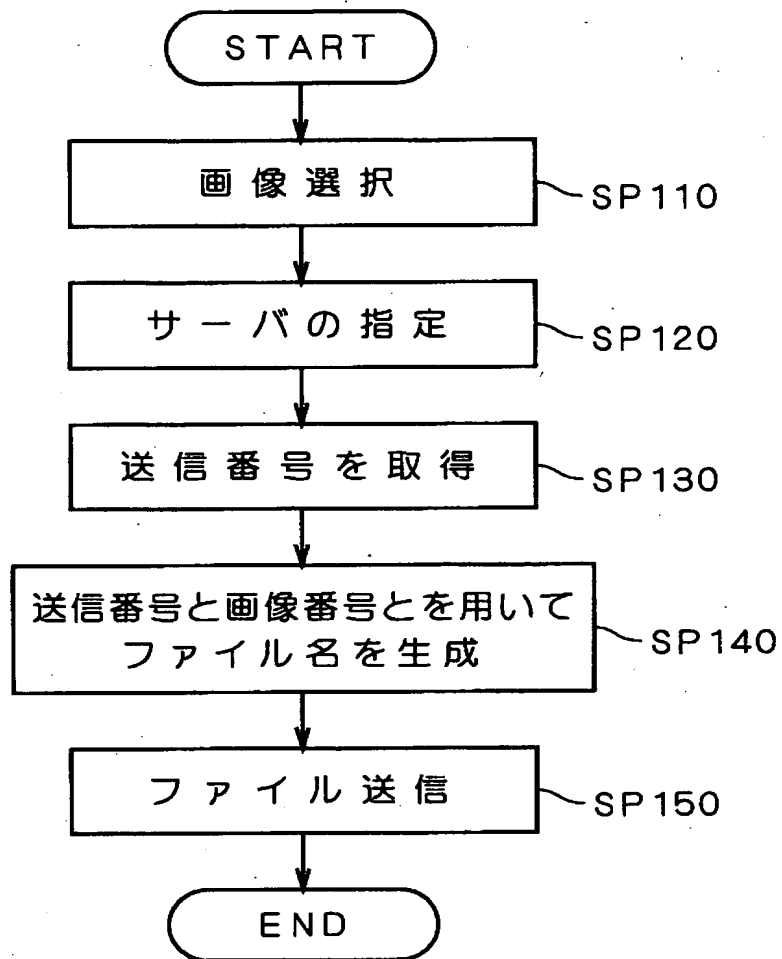 START
画像選択
SP110
サーバの指定
SP120
送信番号を取得
SP130
送信番号と画像番号とを用いて
ファイル名を生成
SP140
ファイル送信
SP150
END